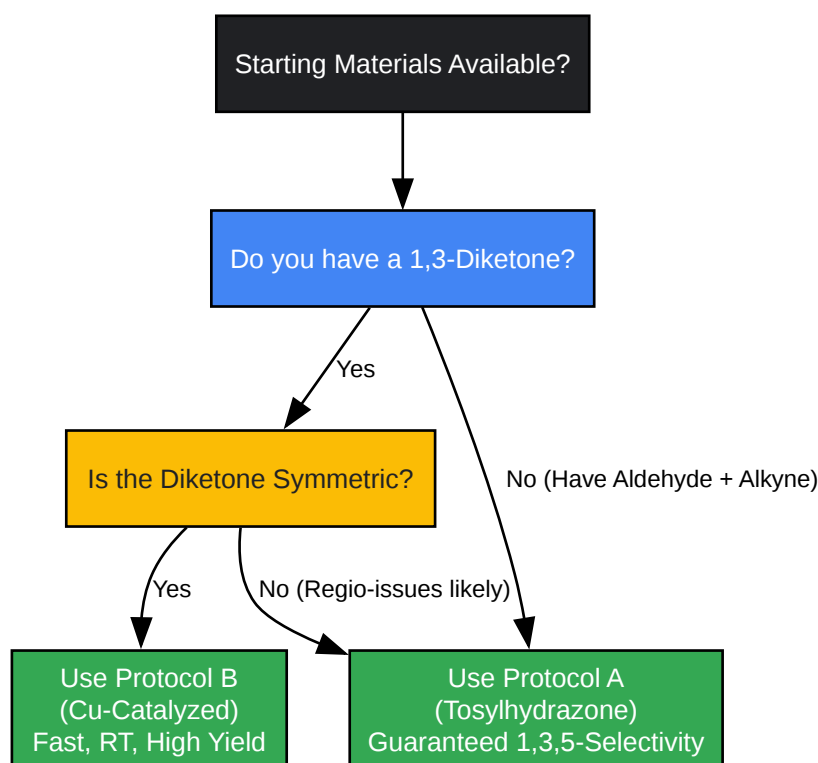 Starting Materials Available?
Do you have a 1,3-Diketone?
Yes
Is the Diketone Symmetric?
No (Have Aldehyde + Alkyne)
Yes
No (Regio-issues likely)
Use Protocol B
(Cu-Catalyzed)
Fast, RT, High Yield
Use Protocol A
(Tosylhydrazone)
Guaranteed 1,3,5-Selectivity